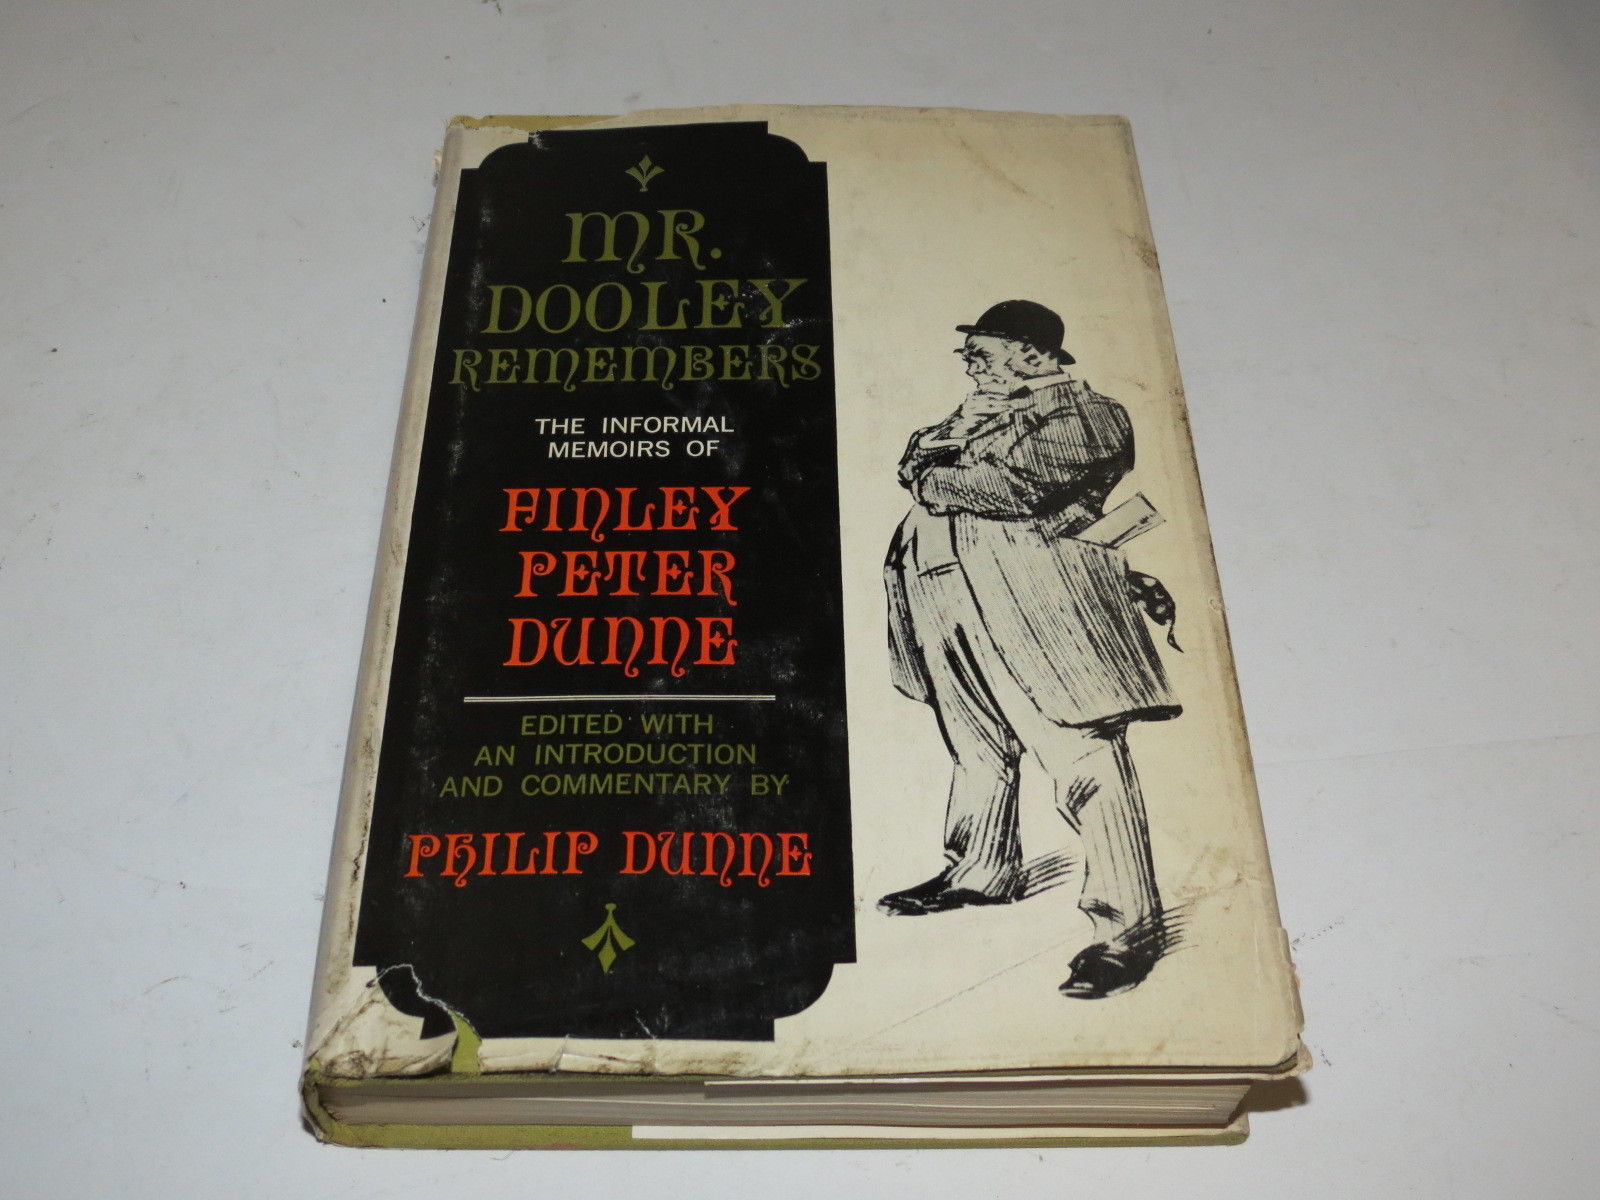 MR.
DOOLEY
REMEMBERS
THE INFORMAL
MEMOIRS OF
FINLEY
PETER
DUNNE
EDITED WITH
AN INTRODUCTION
AND COMMENTARY BY
PHILIP DUNNE